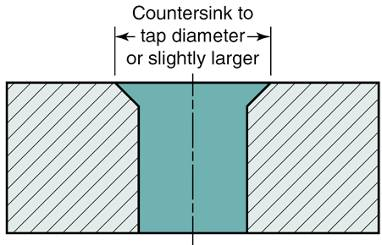 Countersink to
tap diameter
or slightly larger